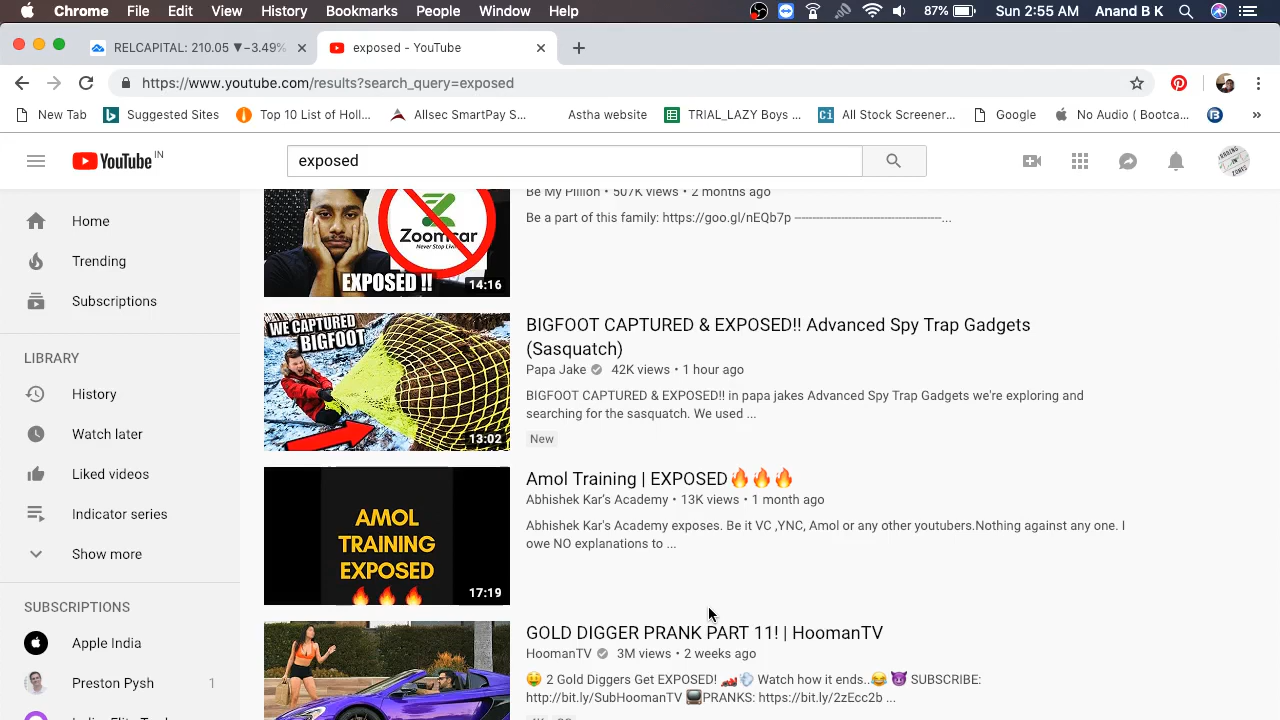 Chrome File Edit View History Bookmarks People Window Help 87% Sun 2:55 AM Anand B K
RELCAPITAL: 210.05 ▼−3.49% exposed - YouTube
https://www.youtube.com/results?search_query=exposed
New Tab Suggested Sites Top 10 List of Holl... Allsec SmartPay S... Astha website TRIAL_LAZY Boys ... All Stock Screener... Google No Audio ( Bootca... »
YouTube IN exposed
Be My Pillion • 507K views • 2 months ago
Be a part of this family: https://goo.gl/nEQb7p ----------------------------------------...
Zoomcar
Never Stop Living
EXPOSED !!
14:16
Home
Trending
Subscriptions
LIBRARY
History
Watch later
Liked videos
Indicator series
Show more
SUBSCRIPTIONS
Apple India
Preston Pysh 1
WE CAPTURED
BIGFOOT
13:02
BIGFOOT CAPTURED & EXPOSED!! Advanced Spy Trap Gadgets
(Sasquatch)
Papa Jake 42K views • 1 hour ago
BIGFOOT CAPTURED & EXPOSED!! in papa jakes Advanced Spy Trap Gadgets we're exploring and
searching for the sasquatch. We used ...
New
AMOL
TRAINING
EXPOSED
17:19
Amol Training | EXPOSED🔥🔥🔥
Abhishek Kar's Academy • 13K views • 1 month ago
Abhishek Kar's Academy exposes. Be it VC ,YNC, Amol or any other youtubers.Nothing against any one. I
owe NO explanations to ...
GOLD DIGGER PRANK PART 11! | HoomanTV
HoomanTV 3M views • 2 weeks ago
🤑 2 Gold Diggers Get EXPOSED! 🏎️💨 Watch how it ends..😂 😈 SUBSCRIBE:
http://bit.ly/SubHoomanTV 📺PRANKS: https://bit.ly/2zEcc2b ...